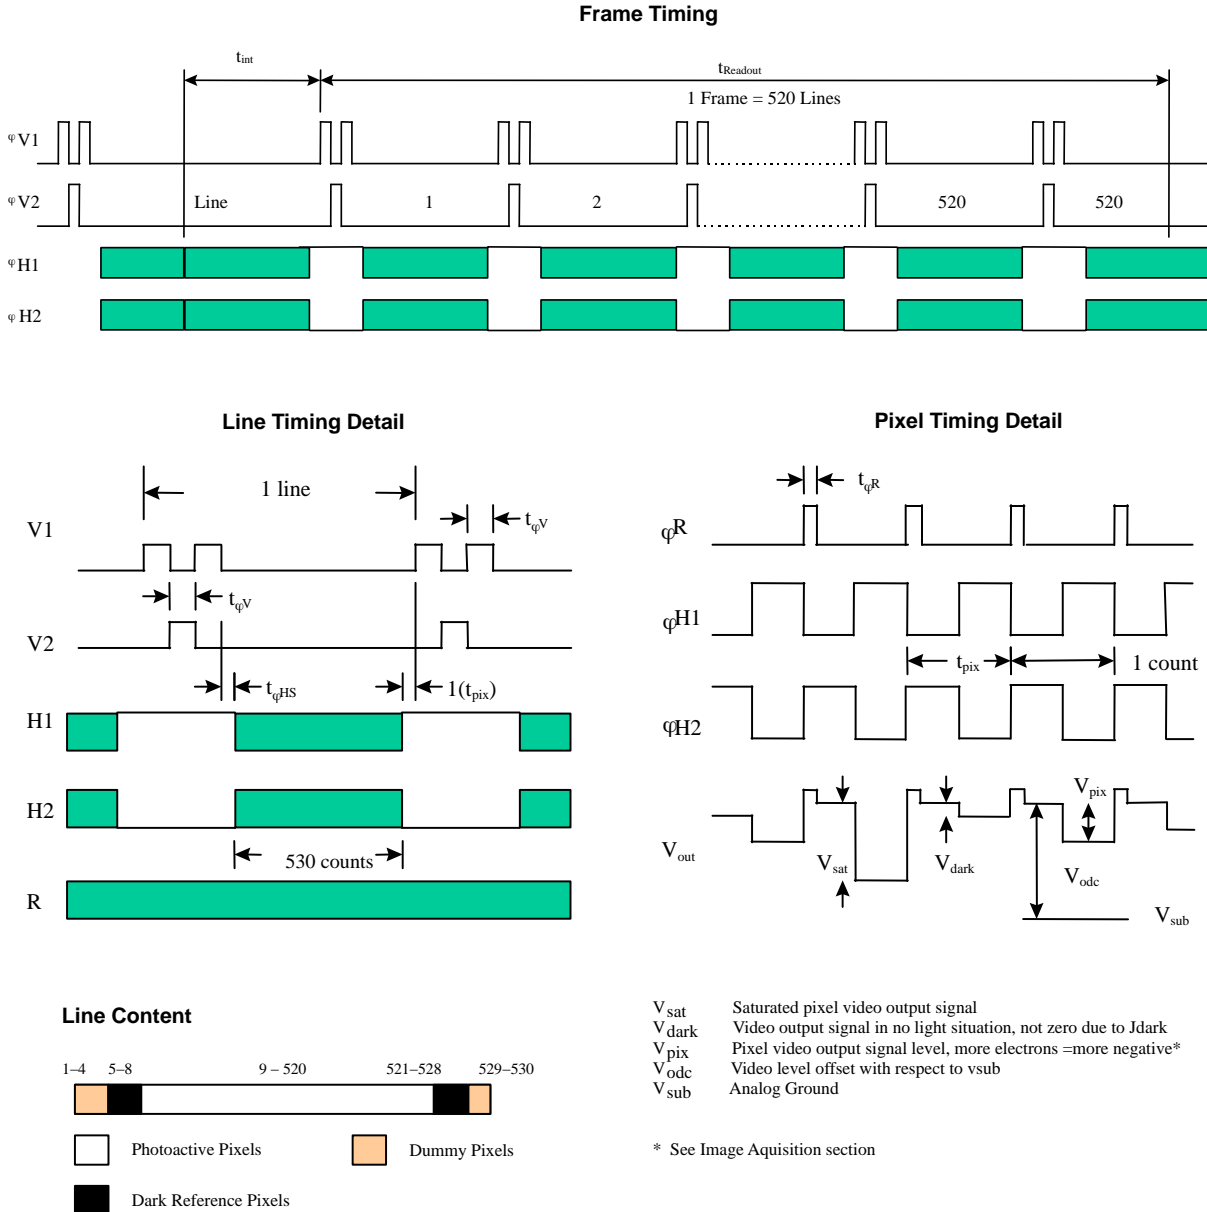 Frame Timing
tint
tReadout
1 Frame = 520 Lines
φV1
φV2 Line 1 2 520 520
φH1
φH2
Line Timing Detail
1 line
V1 tφV
tφV
V2
tφHS 1(tpix)
H1
H2
530 counts
R
Pixel Timing Detail
tφR
φR
φH1
tpix 1 count
φH2
Vpix
Vout Vsat Vdark Vodc
Vsub
Line Content
1–4 5–8 9 – 520 521–528 529–530
Photoactive Pixels Dummy Pixels
Dark Reference Pixels
Vsat Saturated pixel video output signal
Vdark Video output signal in no light situation, not zero due to Jdark
Vpix Pixel video output signal level, more electrons =more negative*
Vodc Video level offset with respect to vsub
Vsub Analog Ground
* See Image Aquisition section